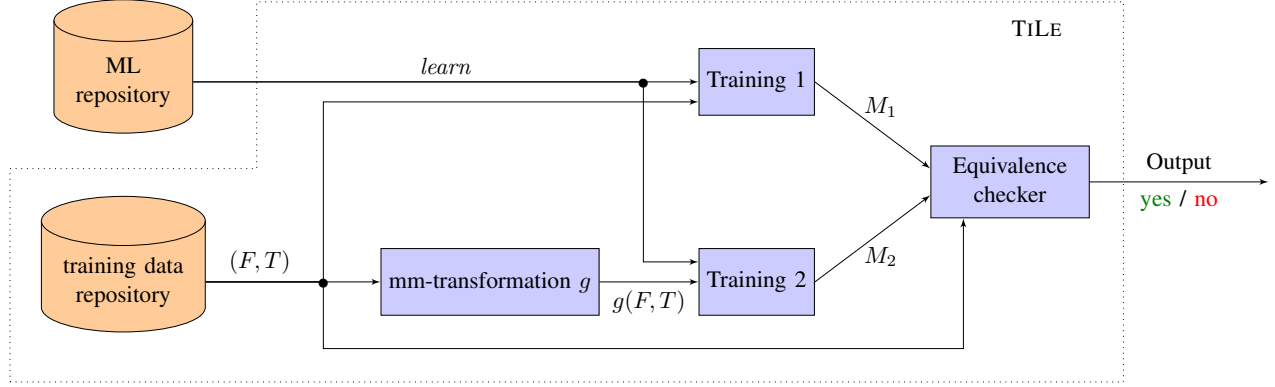 TILE
ML
repository
learn
Training 1
M₁
Equivalence
checker
Output
yes / no
training data
repository
(F, T)
mm-transformation g
g(F, T)
Training 2
M₂